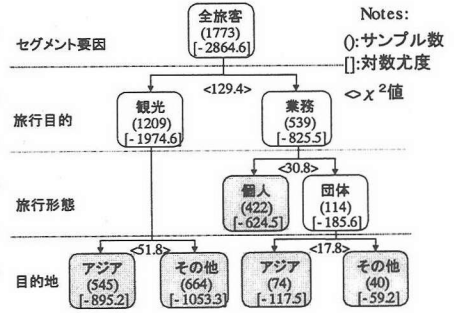 全旅客
(1773)
[-2864.6]
Notes:
():サンプル数
[]:対数尤度
<>χ²値
セグメント要因
<129.4>
旅行目的
観光
(1209)
[-1974.6]
業務
(539)
[-825.5]
<30.8>
旅行形態
個人
(422)
[-624.5]
団体
(114)
[-185.6]
<51.8>
<17.8>
目的地
アジア
(545)
[-895.2]
その他
(664)
[-1053.3]
アジア
(74)
[-117.5]
その他
(40)
[-59.2]